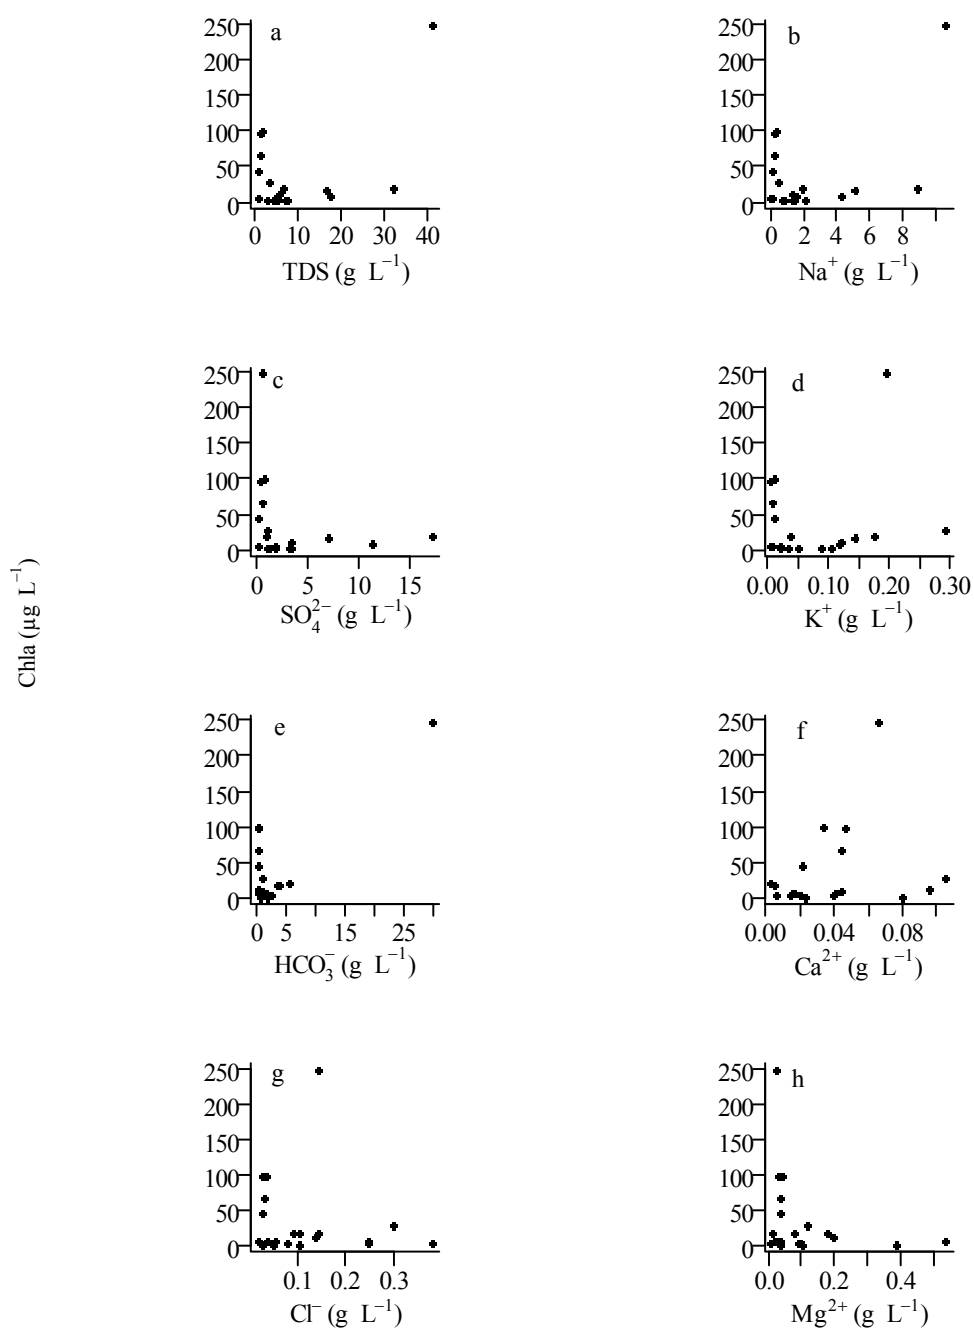 Chla (µg L⁻¹)
a
250
200
150
100
50
0
0 10 20 30 40
TDS (g L⁻¹)
b
250
200
150
100
50
0
0 2 4 6 8
Na⁺ (g L⁻¹)
c
250
200
150
100
50
0
0 5 10 15
SO₄²⁻ (g L⁻¹)
d
250
200
150
100
50
0
0.00 0.10 0.20 0.30
K⁺ (g L⁻¹)
e
250
200
150
100
50
0
0 5 15 25
HCO₃⁻ (g L⁻¹)
f
250
200
150
100
50
0
0.00 0.04 0.08
Ca²⁺ (g L⁻¹)
g
250
200
150
100
50
0
0.1 0.2 0.3
Cl⁻ (g L⁻¹)
h
250
200
150
100
50
0
0.0 0.2 0.4
Mg²⁺ (g L⁻¹)